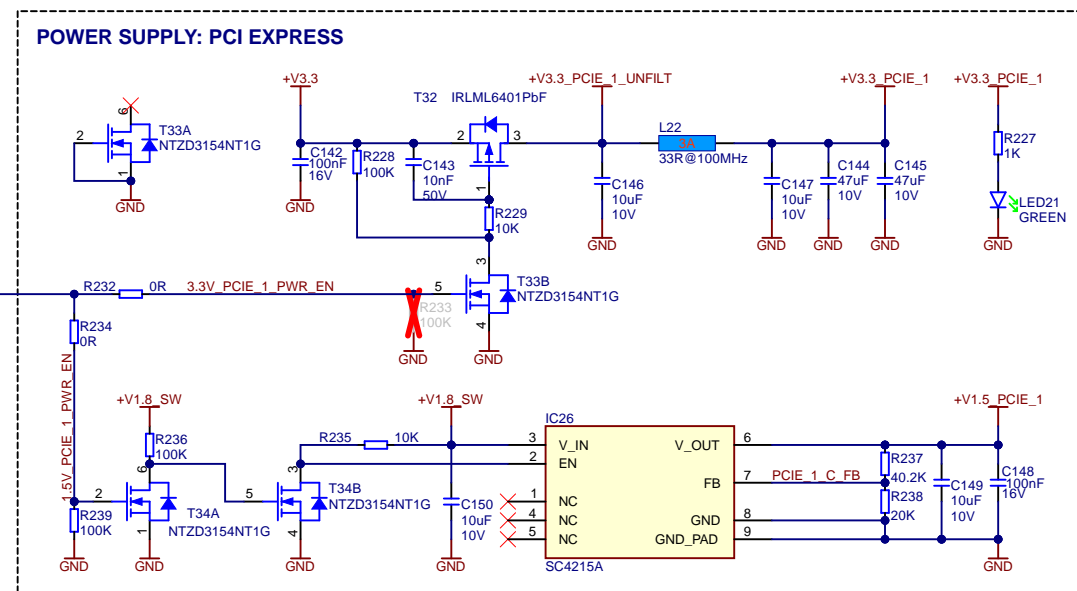 POWER SUPPLY: PCI EXPRESS
+V3.3
+V3.3_PCIE_1_UNFILT
+V3.3_PCIE_1
+V3.3_PCIE_1
T32 IRLML6401PbF
6
2
1
T33A
NTZD3154NT1G
GND
C142
100nF
16V
GND
R228
100K
C143
10nF
50V
2
3
1
R229
10K
L22
3A
33R@100MHz
C146
10uF
10V
GND
C147
10uF
10V
GND
C144
47uF
10V
GND
C145
47uF
10V
GND
R227
1K
LED21
GREEN
GND
R232 0R
3.3V_PCIE_1_PWR_EN
R233
100K
GND
5
3
4
T33B
NTZD3154NT1G
GND
R234
0R
1.5V_PCIE_1_PWR_EN
R239
100K
GND
+V1.8_SW
R236
100K
6
2
1
T34A
NTZD3154NT1G
GND
R235 10K
3
5
4
T34B
NTZD3154NT1G
GND
+V1.8_SW
C150
10uF
10V
GND
IC26
3 V_IN
2 EN
1 NC
4 NC
5 NC
V_OUT 6
FB 7
GND 8
GND_PAD 9
SC4215A
PCIE_1_C_FB
R237
40.2K
R238
20K
C149
10uF
10V
+V1.5_PCIE_1
C148
100nF
16V
GND